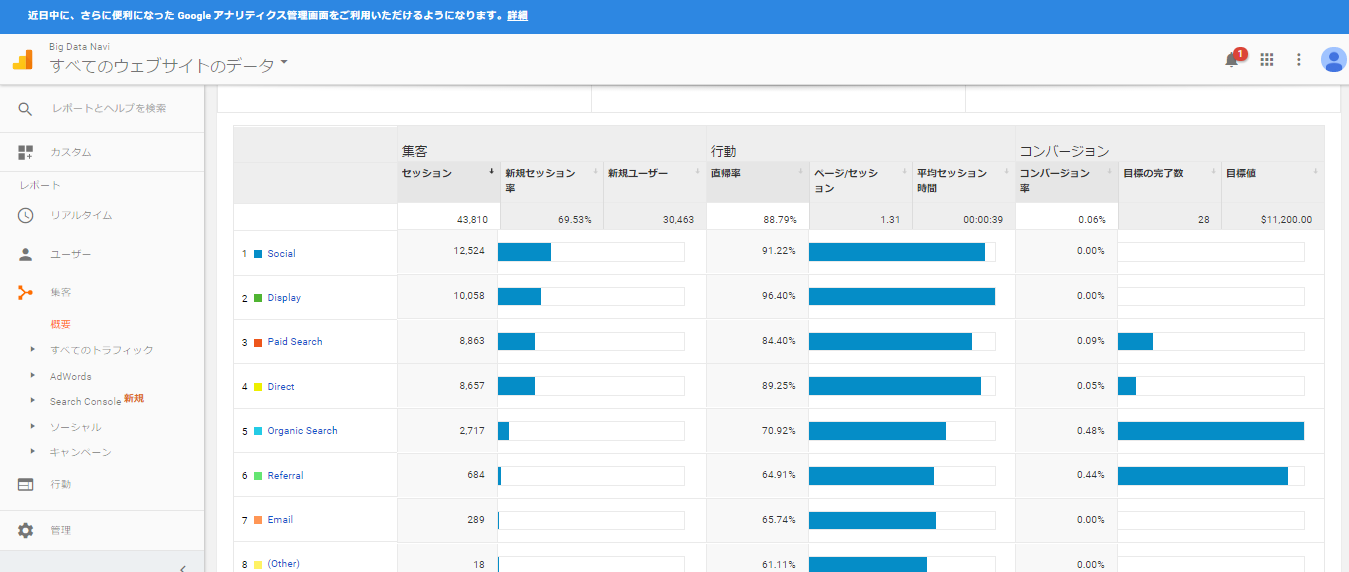 近日中に、さらに便利になった Google アナリティクス管理画面をご利用いただけるようになります。詳細
Big Data Navi
すべてのウェブサイトのデータ
1
レポートとヘルプを検索
カスタム
レポート
リアルタイム
ユーザー
集客
概要
すべてのトラフィック
AdWords
Search Console 新規
ソーシャル
キャンペーン
行動
管理
集客 行動 コンバージョン
セッション 新規セッション率 新規ユーザー 直帰率 ページ/セッション 平均セッション時間 コンバージョン率 目標の完了数 目標値
43,810 69.53% 30,463 88.79% 1.31 00:00:39 0.06% 28 $11,200.00
1 Social 12,524 91.22% 0.00%
2 Display 10,058 96.40% 0.00%
3 Paid Search 8,863 84.40% 0.09%
4 Direct 8,657 89.25% 0.05%
5 Organic Search 2,717 70.92% 0.48%
6 Referral 684 64.91% 0.44%
7 Email 289 65.74% 0.00%
8 (Other) 18 61.11% 0.00%